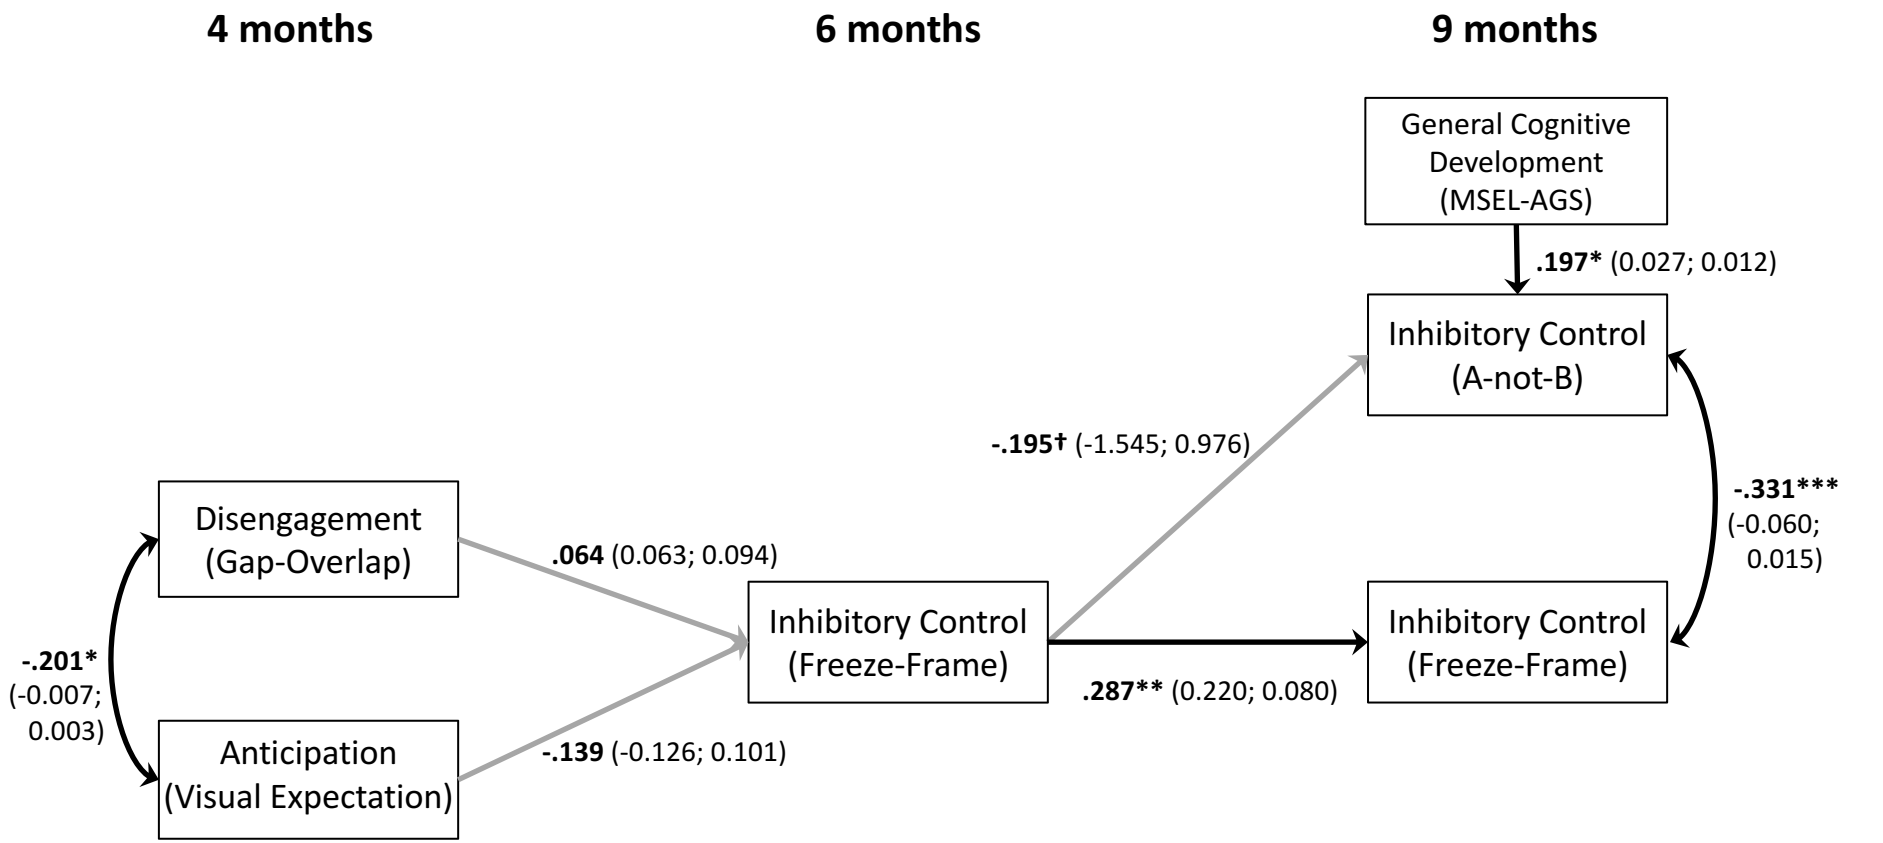 4 months
6 months
9 months
General Cognitive
Development
(MSEL-AGS)
.197* (0.027; 0.012)
Inhibitory Control
(A-not-B)
-.195† (-1.545; 0.976)
-.331***
(-0.060;
0.015)
Disengagement
(Gap-Overlap)
.064 (0.063; 0.094)
Inhibitory Control
(Freeze-Frame)
Inhibitory Control
(Freeze-Frame)
.287** (0.220; 0.080)
-.201*
(-0.007;
0.003)
-.139 (-0.126; 0.101)
Anticipation
(Visual Expectation)